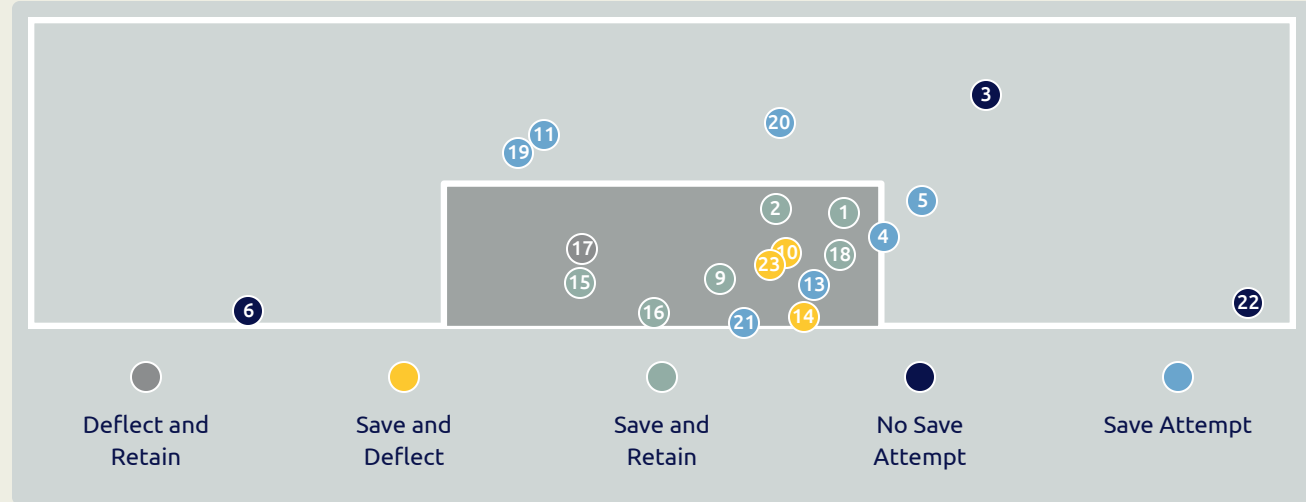 3
20
11
19
5
2
1
4
17
10
18
23
9
15
13
22
6
16
14
21
Deflect and
Retain
Save and
Deflect
Save and
Retain
No Save
Attempt
Save Attempt